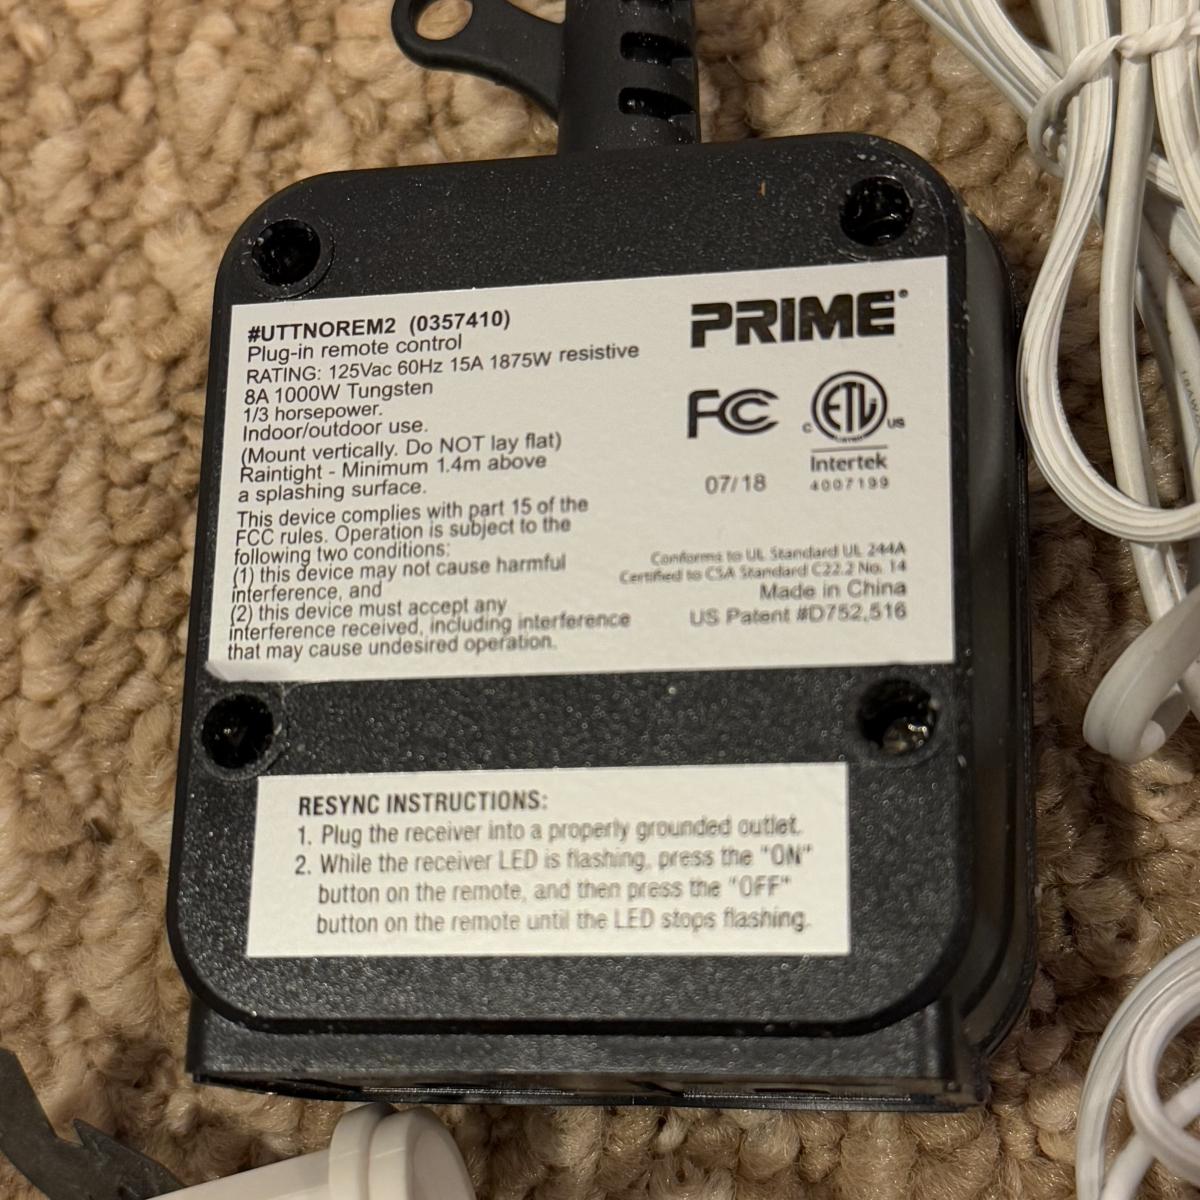 #UTTNOREM2 (0357410)
Plug-in remote control
RATING: 125Vac 60Hz 15A 1875W resistive
8A 1000W Tungsten
1/3 horsepower.
Indoor/outdoor use.
(Mount vertically. Do NOT lay flat)
Raintight - Minimum 1.4m above
a splashing surface.
This device complies with part 15 of the
FCC rules. Operation is subject to the
following two conditions:
(1) this device may not cause harmful
interference, and
(2) this device must accept any
interference received, including interference
that may cause undesired operation.
PRIME®
FC
C ETL US
Intertek
4007199
07/18
Conforms to UL Standard UL 244A
Certified to CSA Standard C22.2 No. 14
Made in China
US Patent #D752,516
RESYNC INSTRUCTIONS:
1. Plug the receiver into a properly grounded outlet.
2. While the receiver LED is flashing, press the "ON"
button on the remote, and then press the "OFF"
button on the remote until the LED stops flashing.